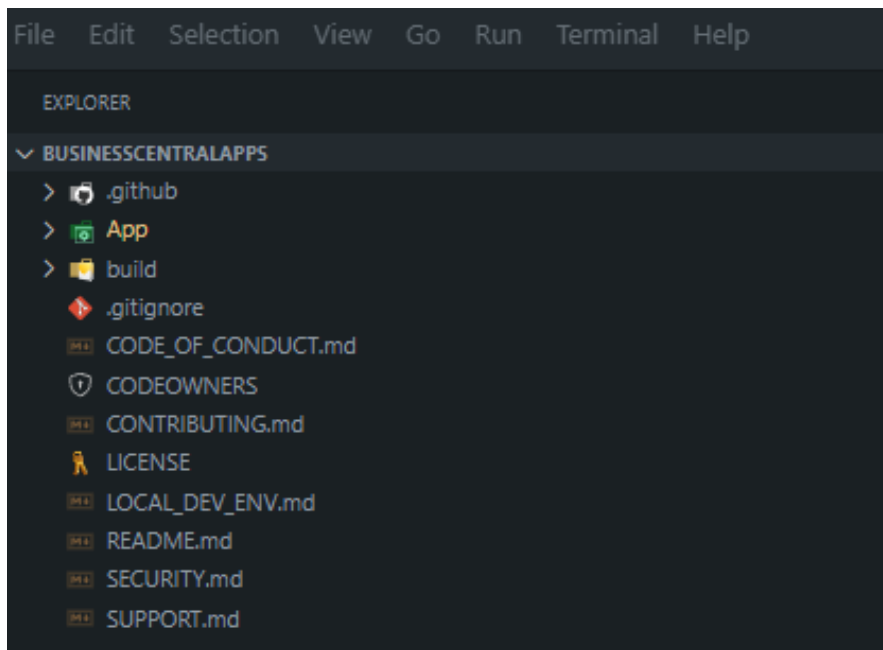 File Edit Selection View Go Run Terminal Help
EXPLORER
BUSINESSCENTRALAPPS
.github
App
build
.gitignore
CODE_OF_CONDUCT.md
CODEOWNERS
CONTRIBUTING.md
LICENSE
LOCAL_DEV_ENV.md
README.md
SECURITY.md
SUPPORT.md